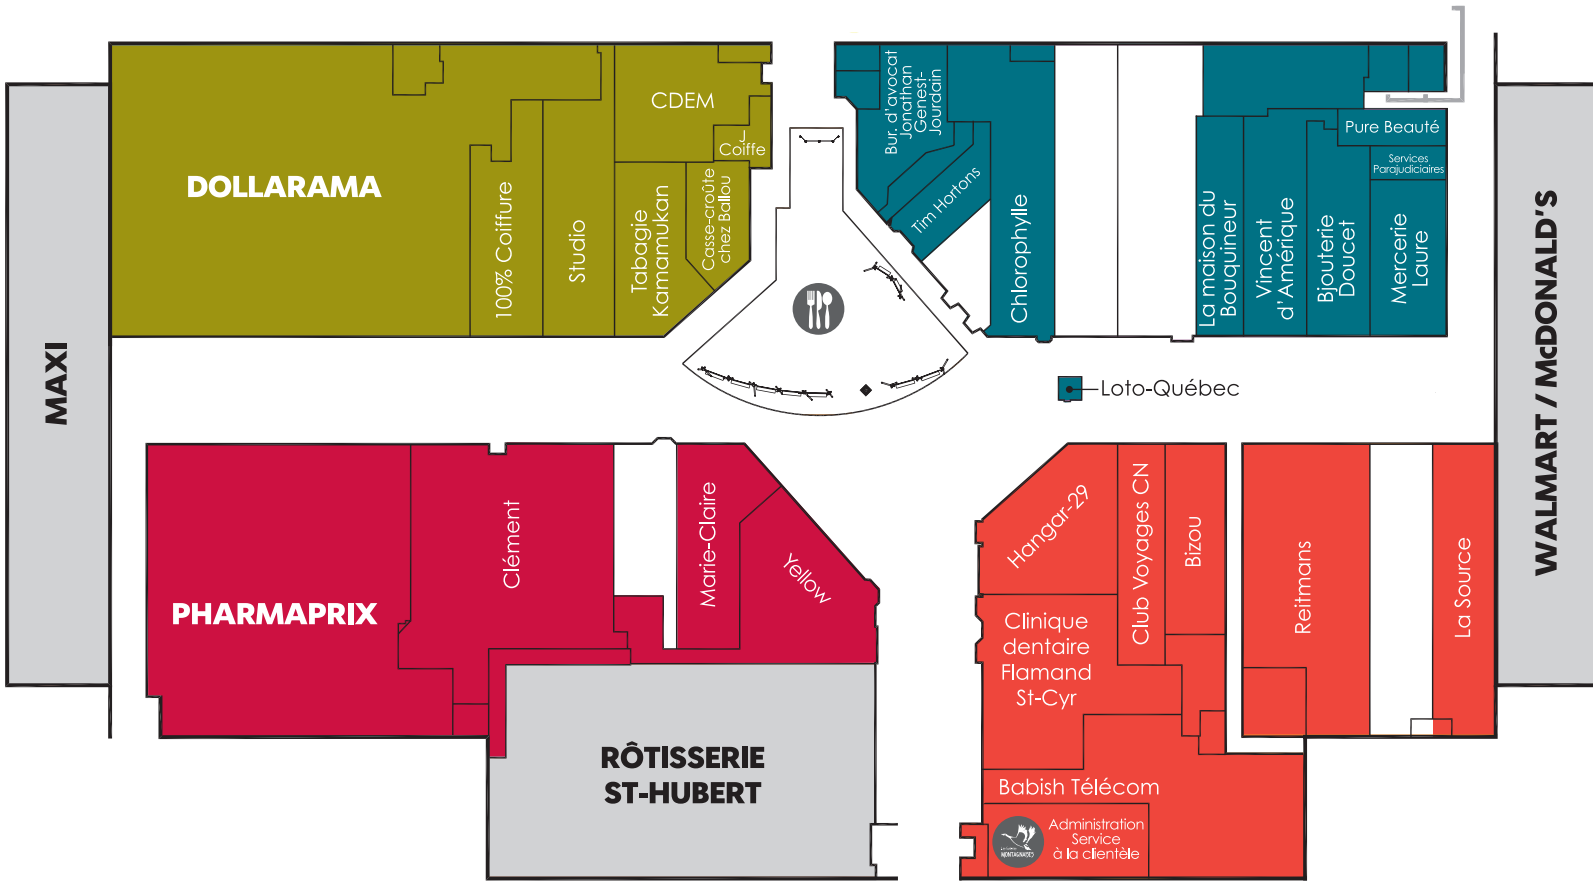 MAXI
DOLLARAMA
100% Coiffure
Studio
CDEM
J.
Coiffe
Tabagie
Kamamukan
Casse-croûte
chez Ballou
Bur. d'avocat
Jonathan
Genest-
Jourdain
Tim Hortons
Chlorophylle
La maison du
Bouquineur
Vincent
d'Amérique
Bjouterie
Doucet
Pure Beauté
Services
Parajudiciaires
Mercerie
Laure
WALMART / McDONALD'S
Loto-Québec
PHARMAPRIX
Clément
Marie-Claire
Yellow
RÔTISSERIE
ST-HUBERT
Hangar-29
Club Voyages CN
Bizou
Reitmans
La Source
Clinique
dentaire
Flamand
St-Cyr
Babish Télécom
MONTAGNAISES
Administration
Service
à la clientèle